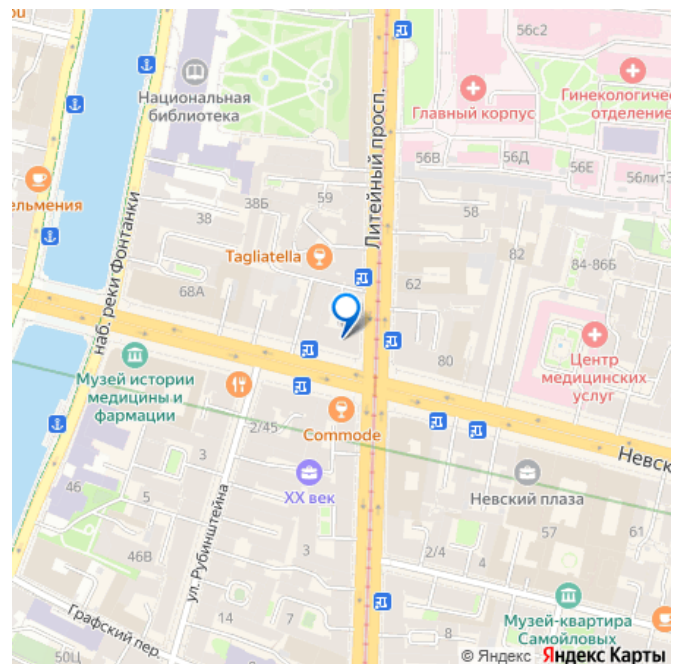 ou
56с2
Национальная
библиотека
Главный корпус
Гинекологичес
отделение
56В
56Д
56Е
56лит3
Литейный просп.
59
38Б
38
58
ельмения
наб. реки Фонтанки
Tagliatella
82
84-86Б
68А
62
80
Центр
медицинских
услуг
Музей истории
медицины и
фармации
2/45
Commode
Невск
3
XX век
Невский плаза
46
5
57
61
ул. Рубинштейна
46В
3
2/4
4
Графский пер.
14
7
Музей-квартира
Самойловых
50Ц
© Яндекс Яндекс Карты